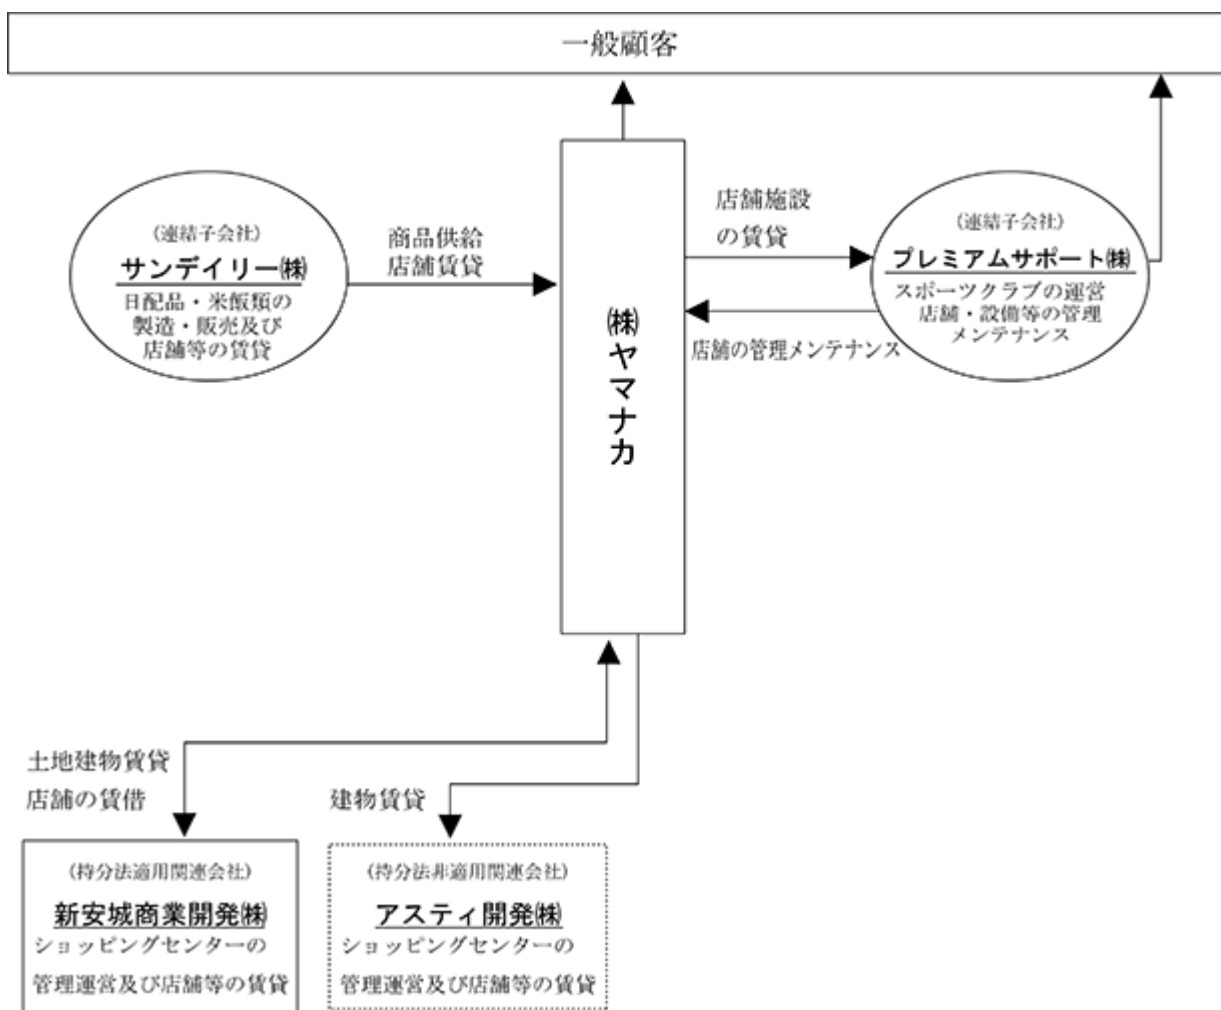 一般顧客
(連結子会社)
サンデイリー㈱
日配品・米飯類の
製造・販売及び
店舗等の賃貸
商品供給
店舗賃貸
㈱ヤマナカ
店舗施設
の賃貸
店舗の管理メンテナンス
(連結子会社)
プレミアムサポート㈱
スポーツクラブの運営
店舗・設備等の管理
メンテナンス
土地建物賃貸
店舗の賃借
建物賃貸
(持分法適用関連会社)
新安城商業開発㈱
ショッピングセンターの
管理運営及び店舗等の賃貸
(持分法非適用関連会社)
アスティ開発㈱
ショッピングセンターの
管理運営及び店舗等の賃貸